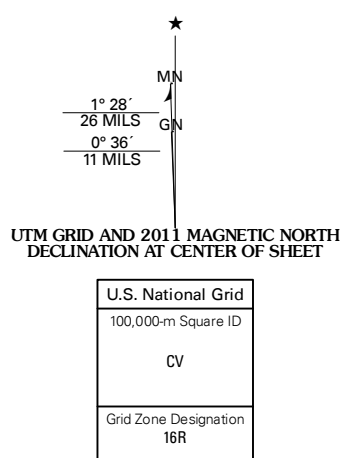 MN
1° 28´
26 MILS
GN
0° 36´
11 MILS
UTM GRID AND 2011 MAGNETIC NORTH
DECLINATION AT CENTER OF SHEET
U.S. National Grid
100,000-m Square ID
CV
Grid Zone Designation
16R